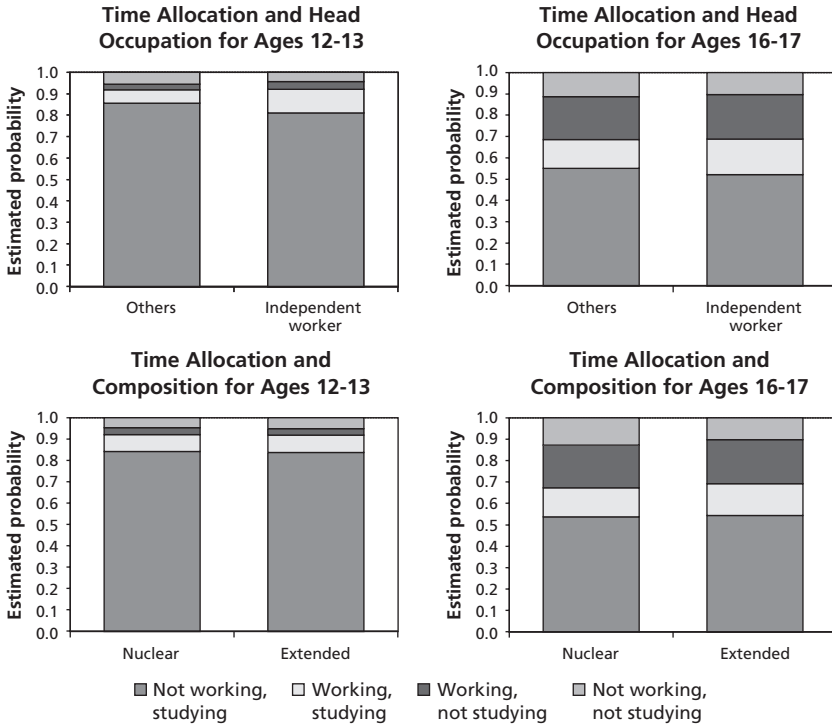 Time Allocation and Head
Occupation for Ages 12-13
Estimated probability
1.0
0.9
0.8
0.7
0.6
0.5
0.4
0.3
0.2
0.1
0.0
Others
Independent
worker
Time Allocation and Head
Occupation for Ages 16-17
Estimated probability
1.0
0.9
0.8
0.7
0.6
0.5
0.4
0.3
0.2
0.1
0.0
Others
Independent
worker
Time Allocation and
Composition for Ages 12-13
Estimated probability
1.0
0.9
0.8
0.7
0.6
0.5
0.4
0.3
0.2
0.1
0.0
Nuclear
Extended
Time Allocation and
Composition for Ages 16-17
Estimated probability
1.0
0.9
0.8
0.7
0.6
0.5
0.4
0.3
0.2
0.1
0.0
Nuclear
Extended
Not working,
studying
Working,
studying
Working,
not studying
Not working,
not studying